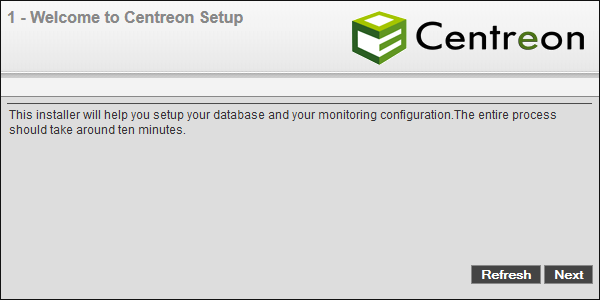 1 - Welcome to Centreon Setup
Centreon
This installer will help you setup your database and your monitoring configuration.The entire process
should take around ten minutes.
Refresh Next